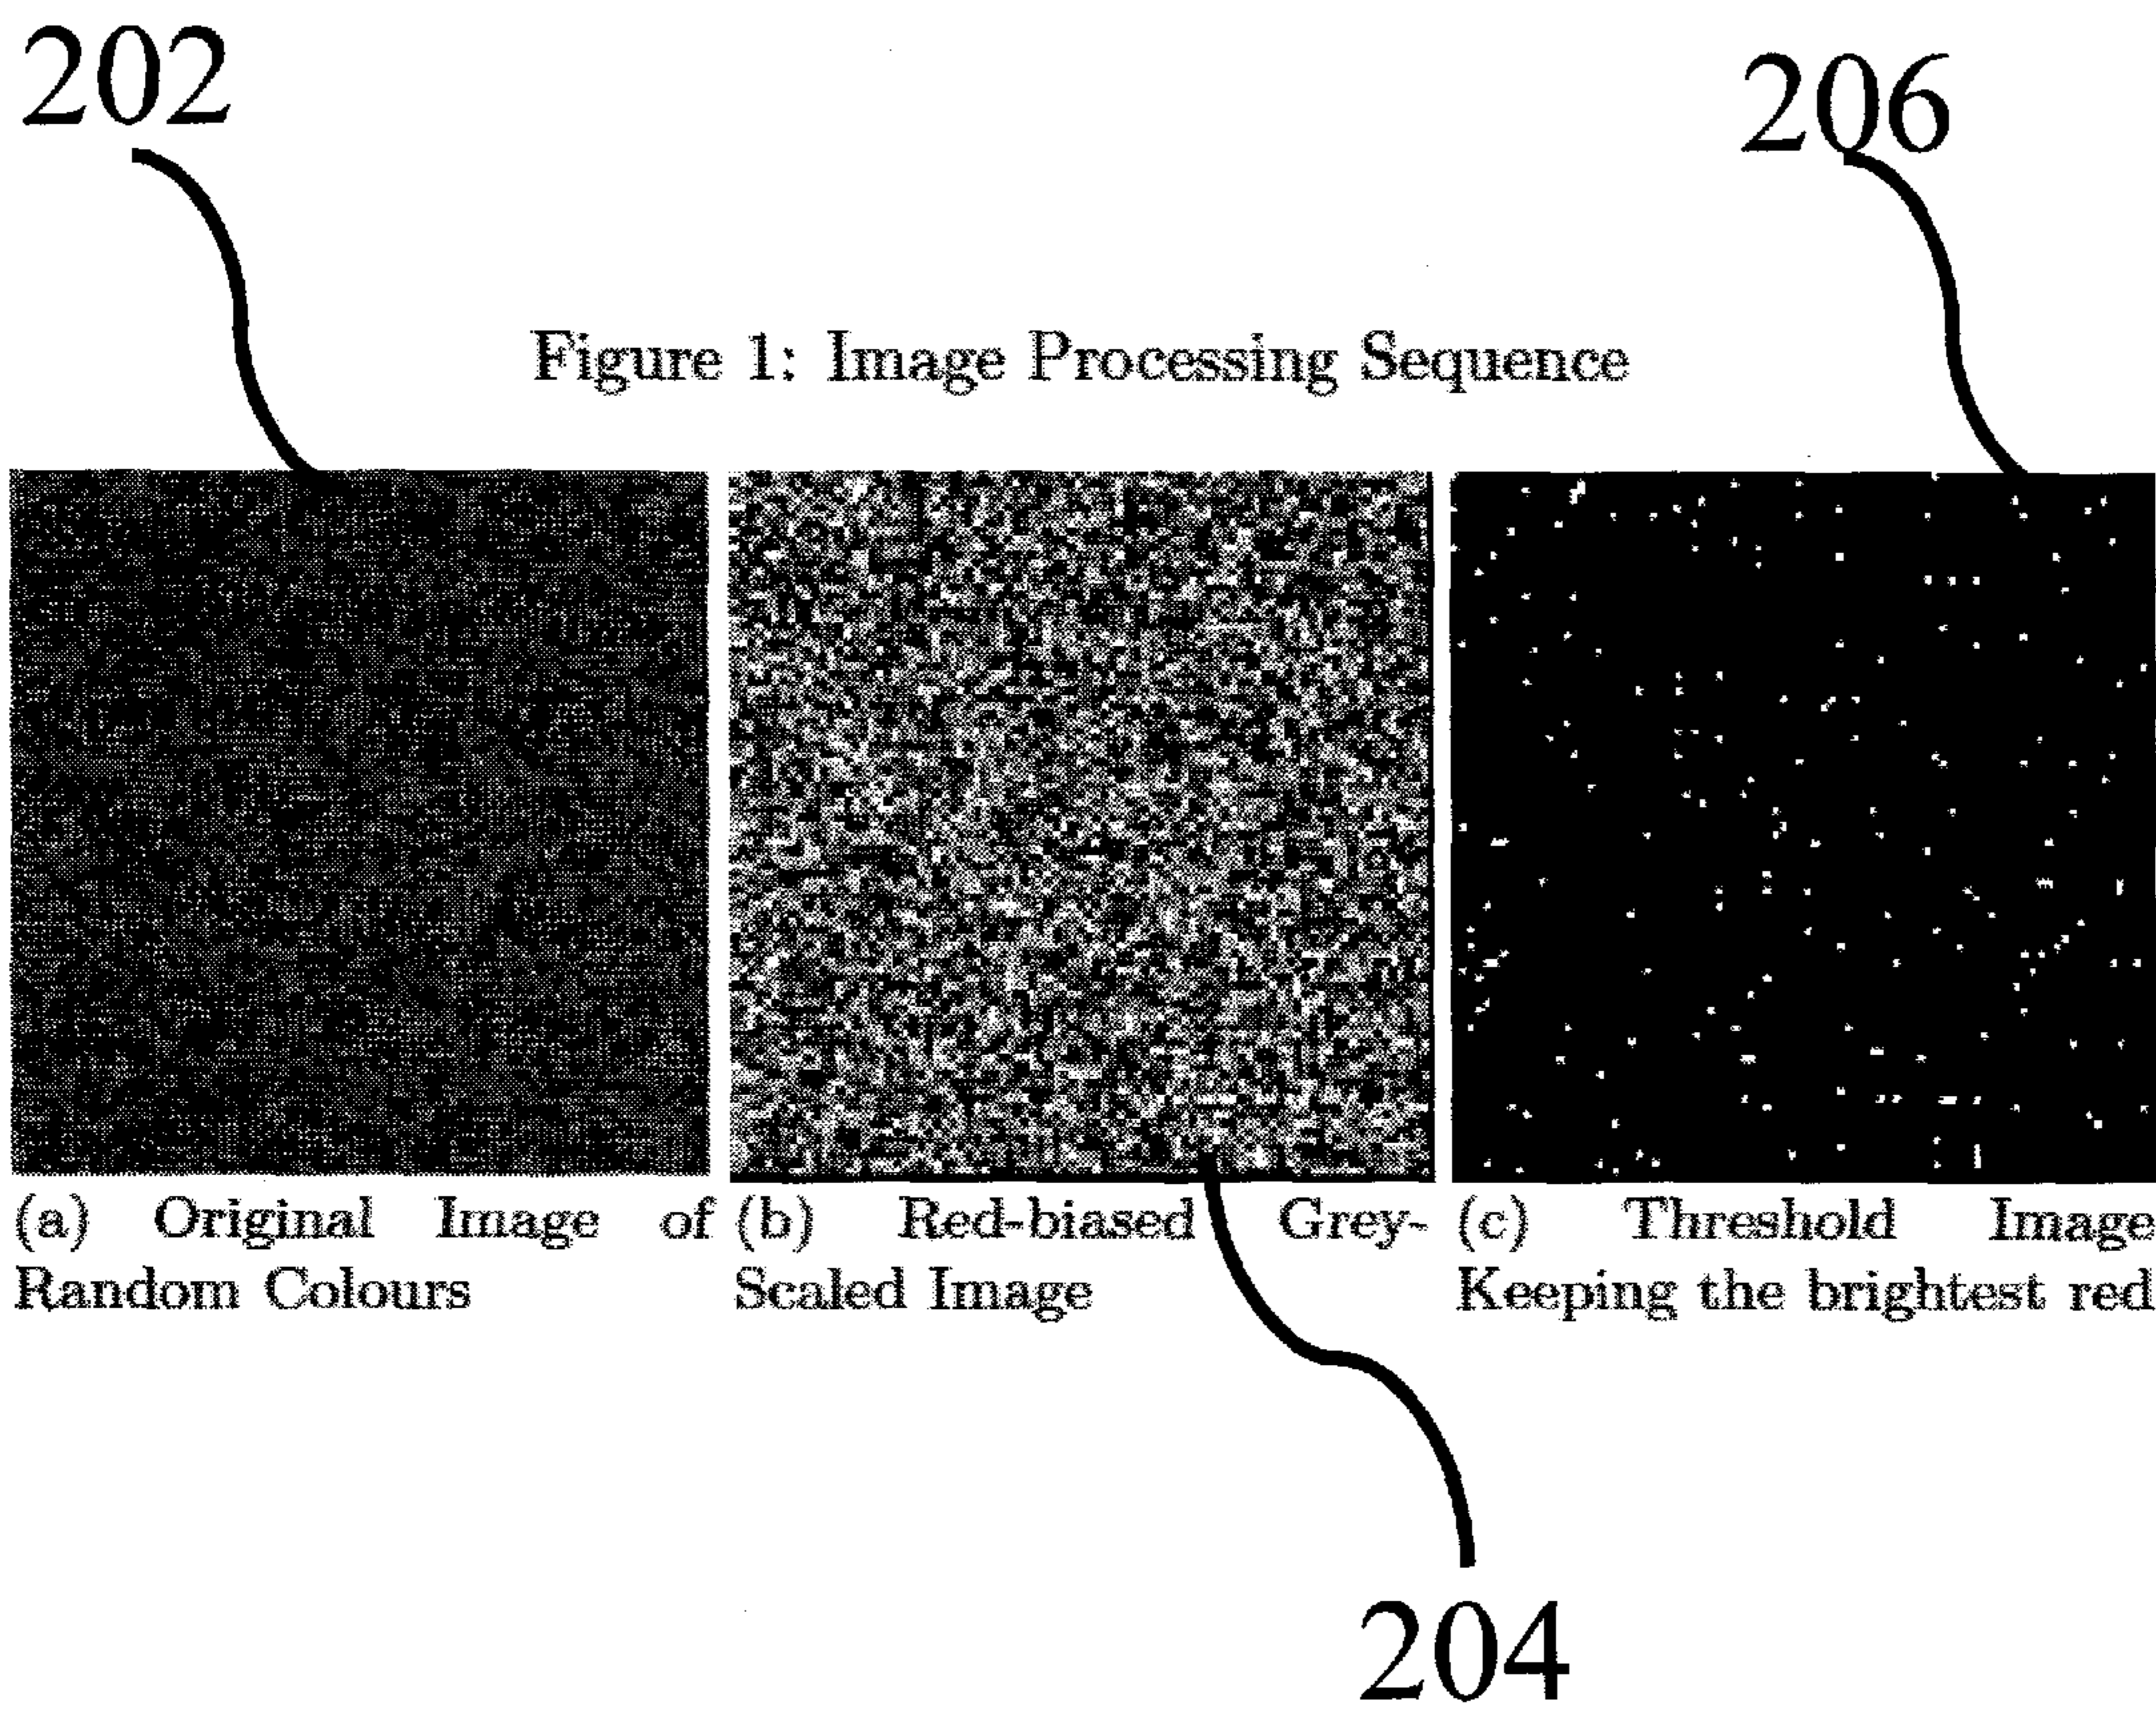 202
206
Figure 1: Image Processing Sequence
(a) Original Image of
Random Colours
(b) Red-biased Grey-
Scaled Image
(c) Threshold Image
Keeping the brightest red
204